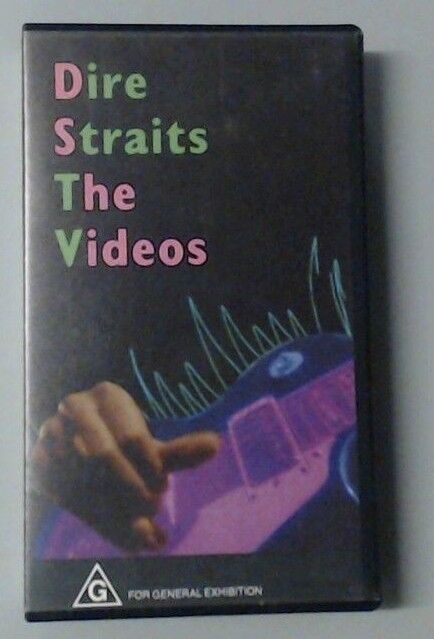 Dire
Straits
The
Videos
G FOR GENERAL EXHIBITION